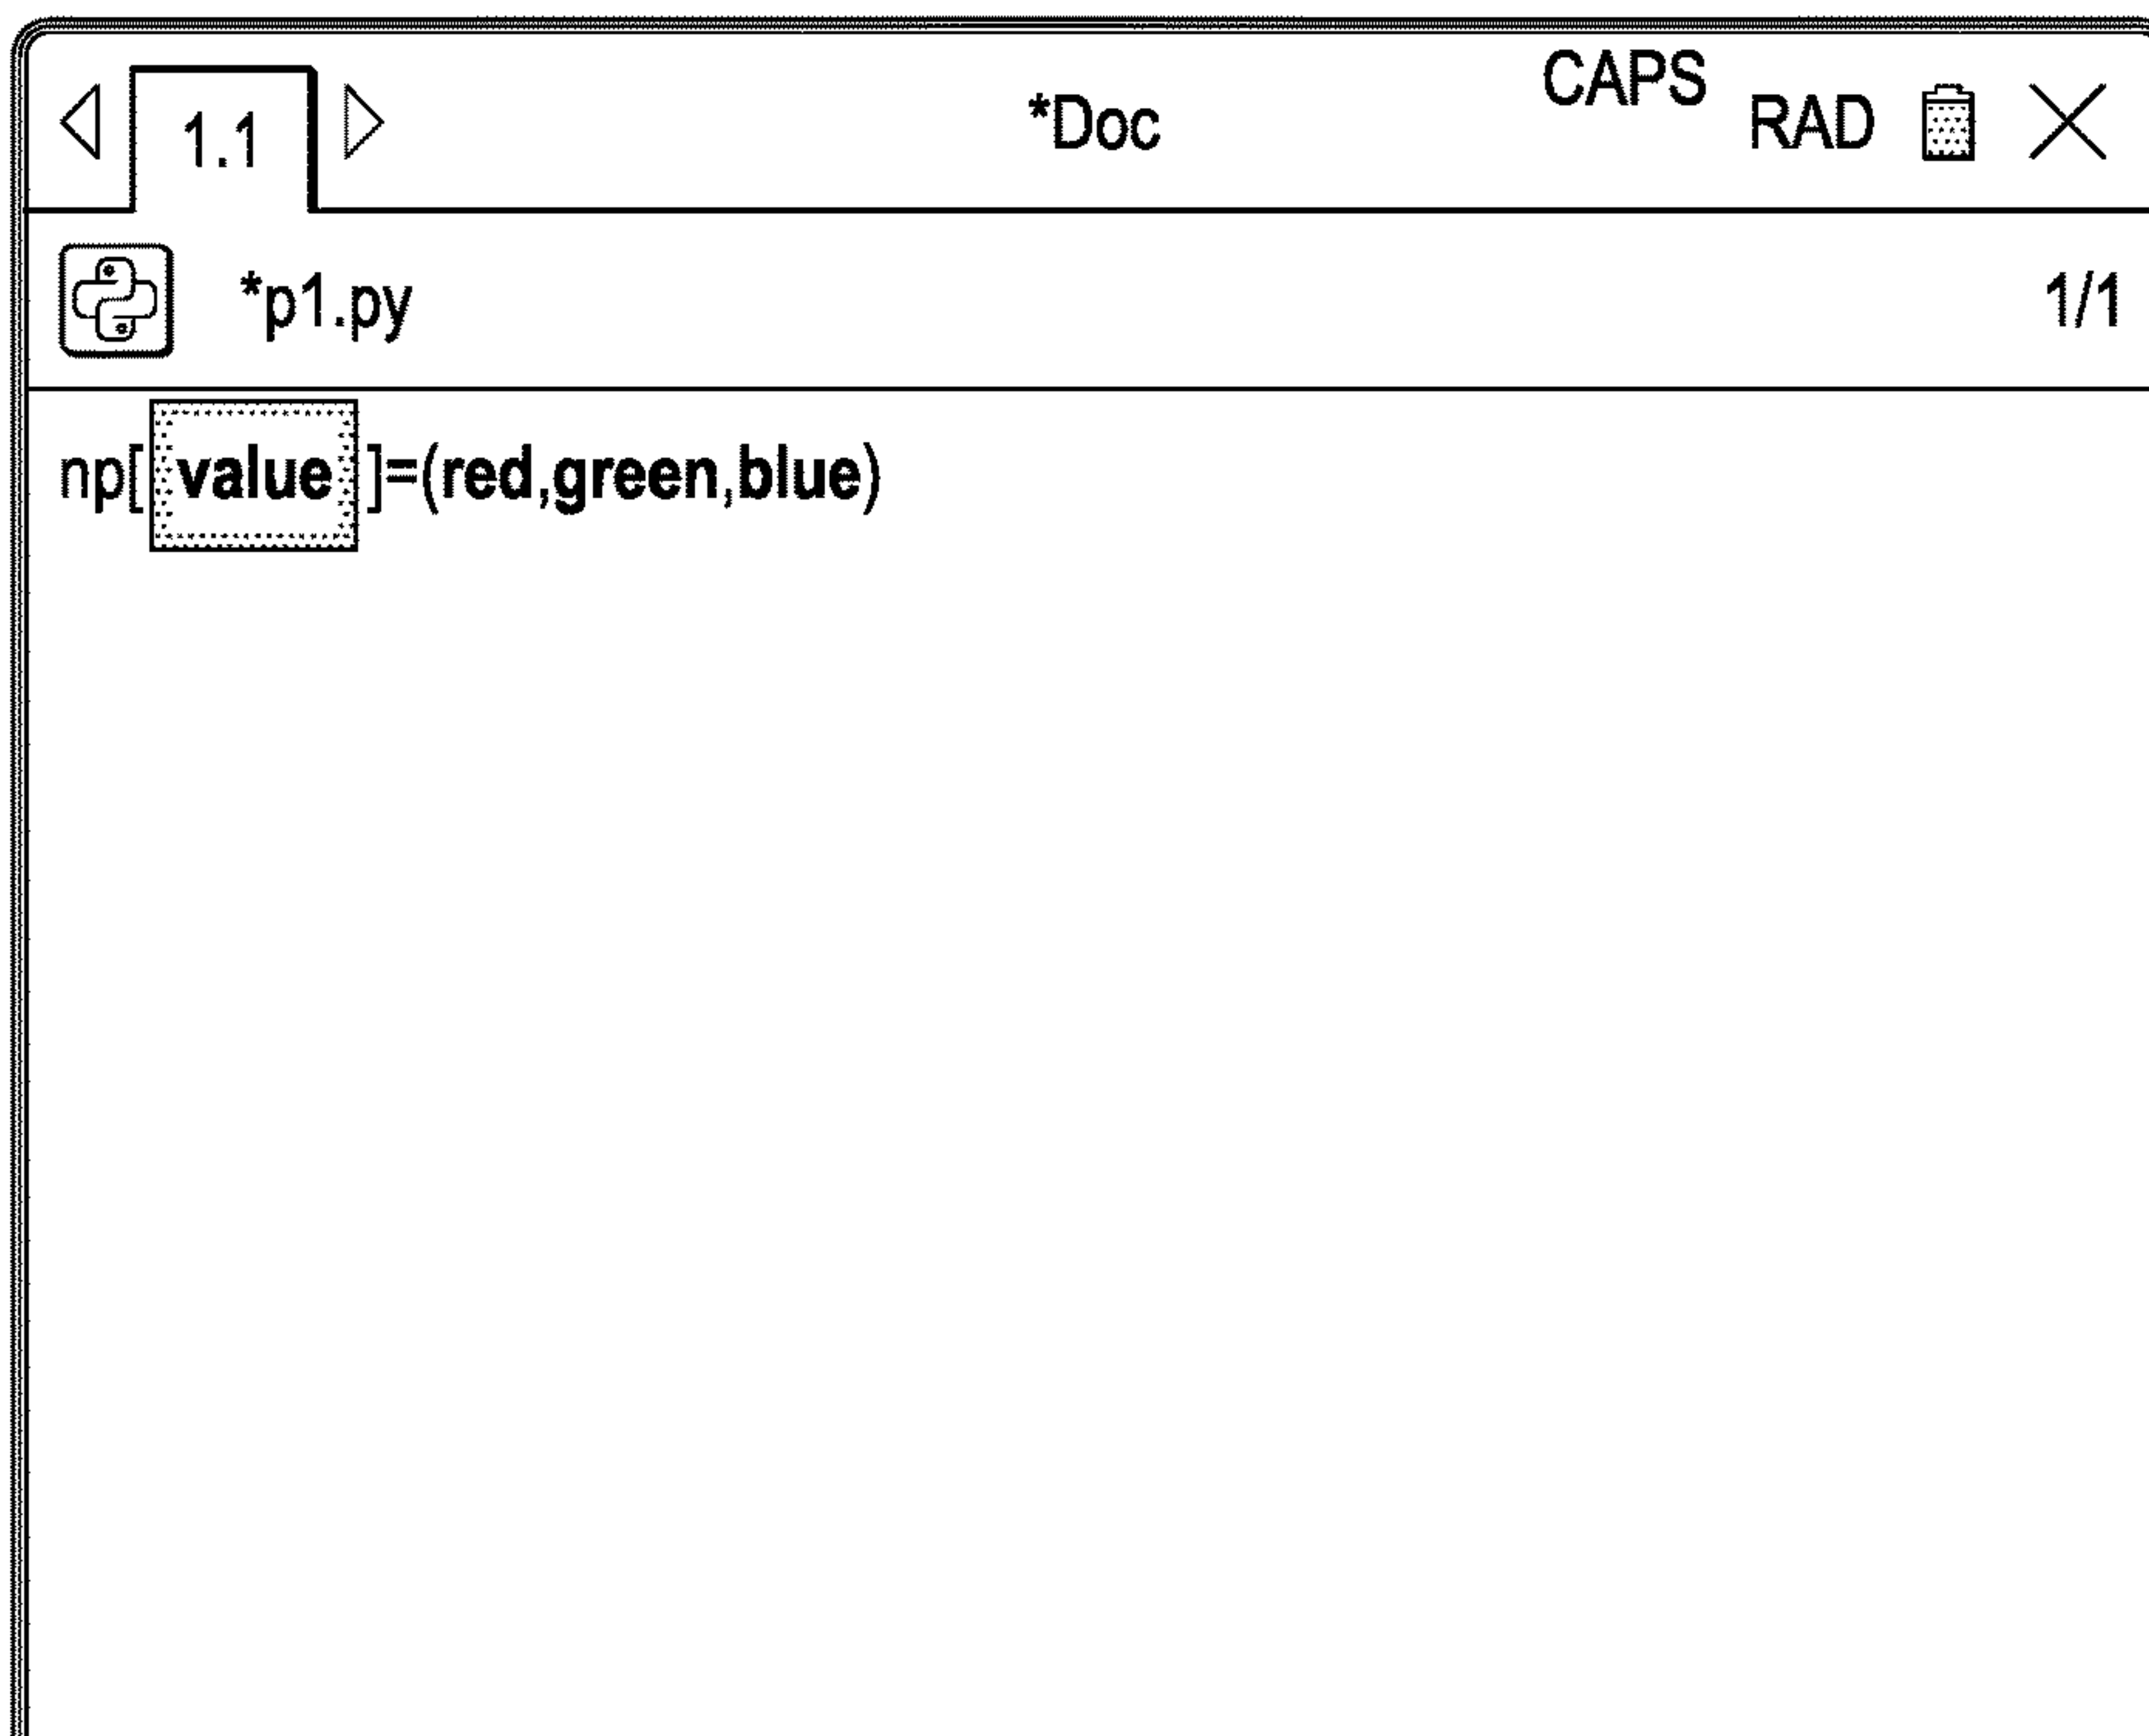 1.1 *Doc CAPS RAD
*p1.py 1/1
np[value]=(red,green,blue)